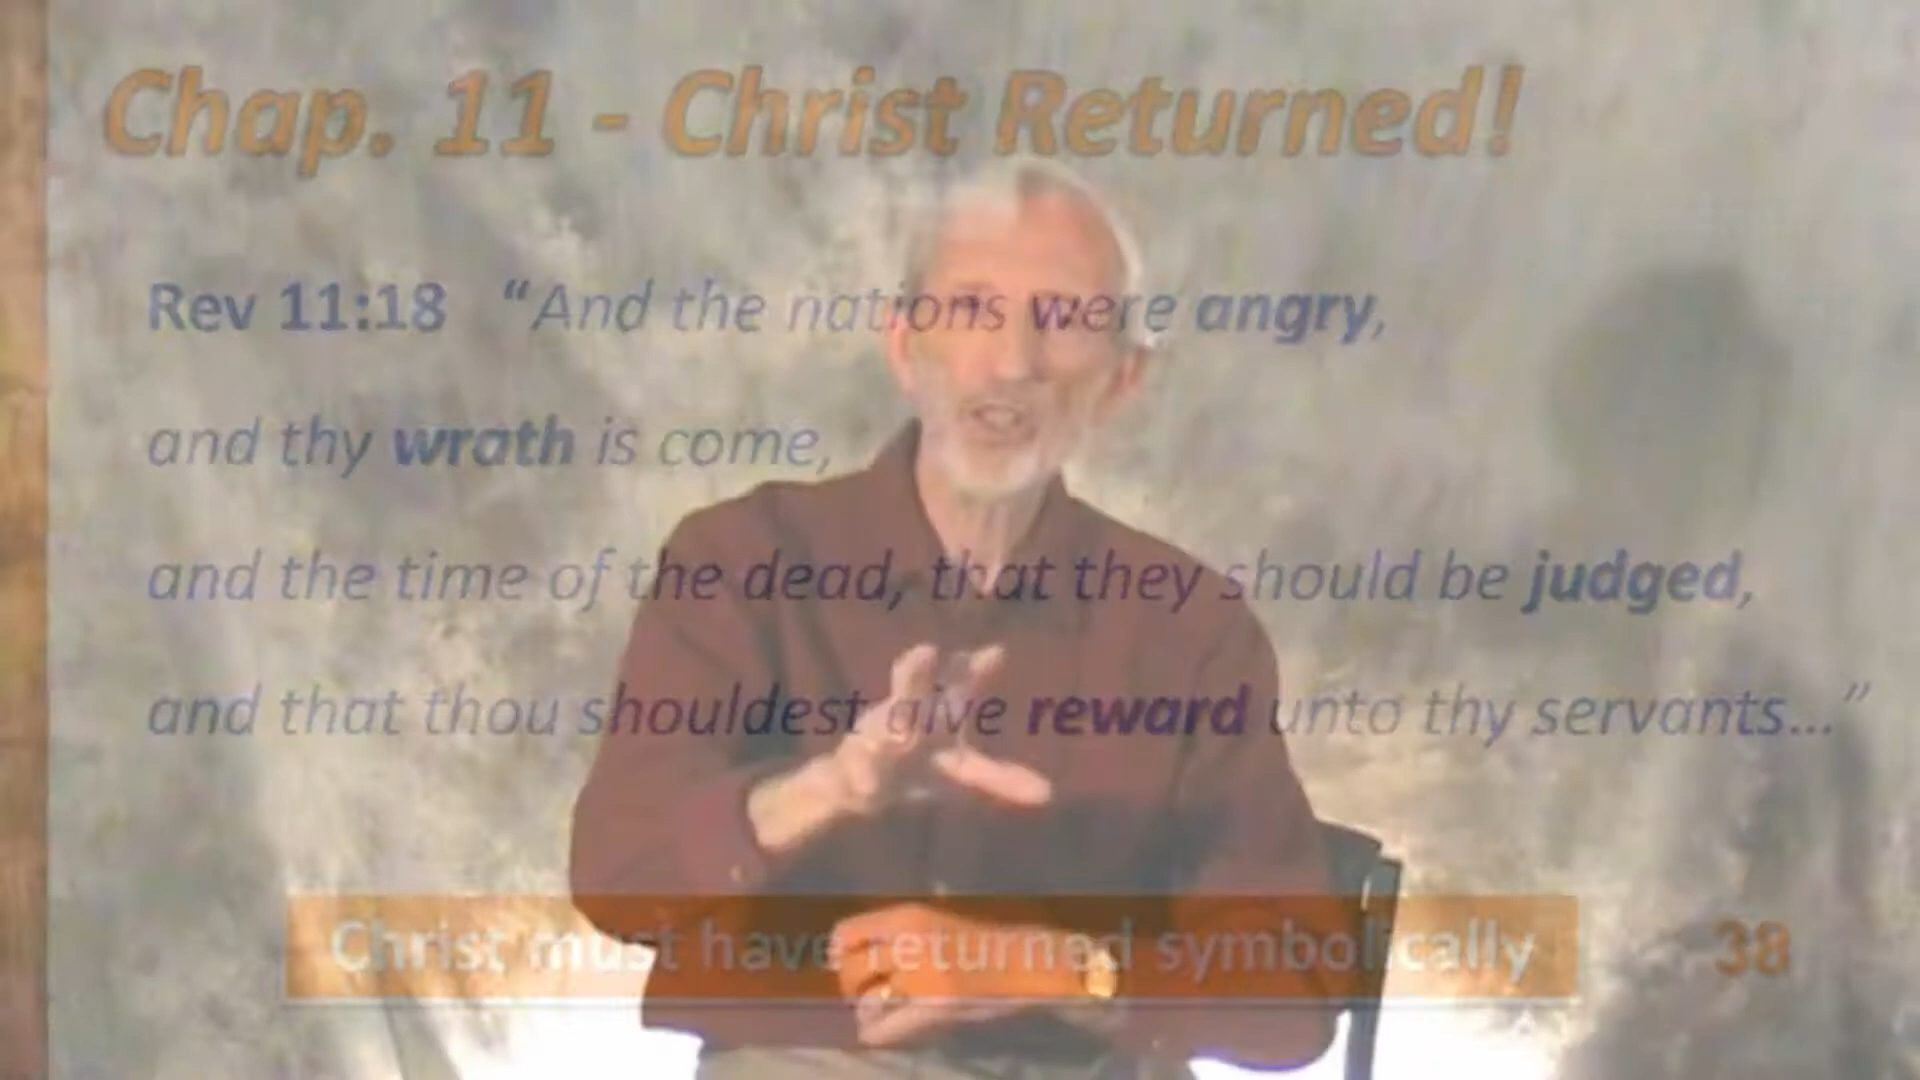 Chap. 11 - Christ Returned!
Rev 11:18 “And the nations were angry,
and thy wrath is come,
and the time of the dead, that they should be judged,
and that thou shouldest give reward unto thy servants...”
Christ must have returned symbolically
38